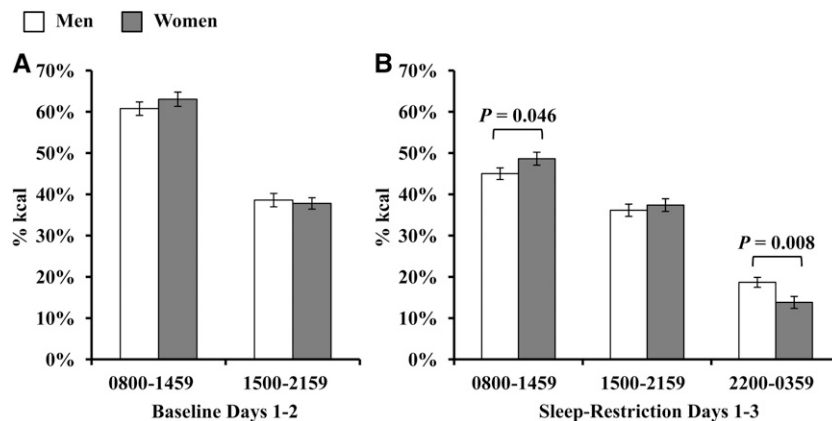 Men Women
A
70%
60%
50%
40%
30%
20%
10%
0%
% kcal
0800-1459 1500-2159
Baseline Days 1-2
B
70%
60%
50%
40%
30%
20%
10%
0%
% kcal
P = 0.046
P = 0.008
0800-1459 1500-2159 2200-0359
Sleep-Restriction Days 1-3